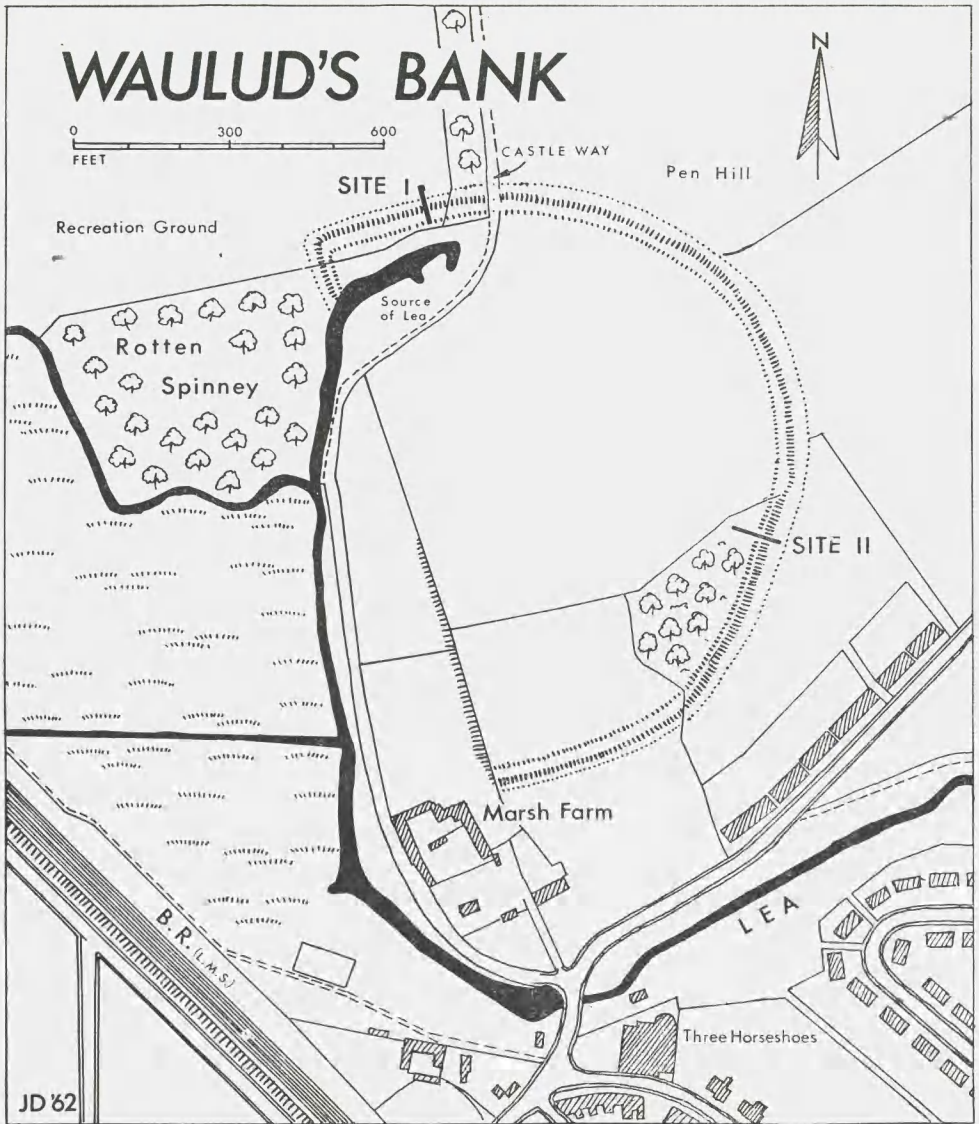 WAULUD'S BANK
0 300 600
FEET
N
CASTLE WAY
Pen Hill
SITE I
Recreation Ground
Source
of Lea
Rotten
Spinney
SITE II
Marsh Farm
LEA
B.R. (L.M.S.)
Three Horseshoes
JD '62